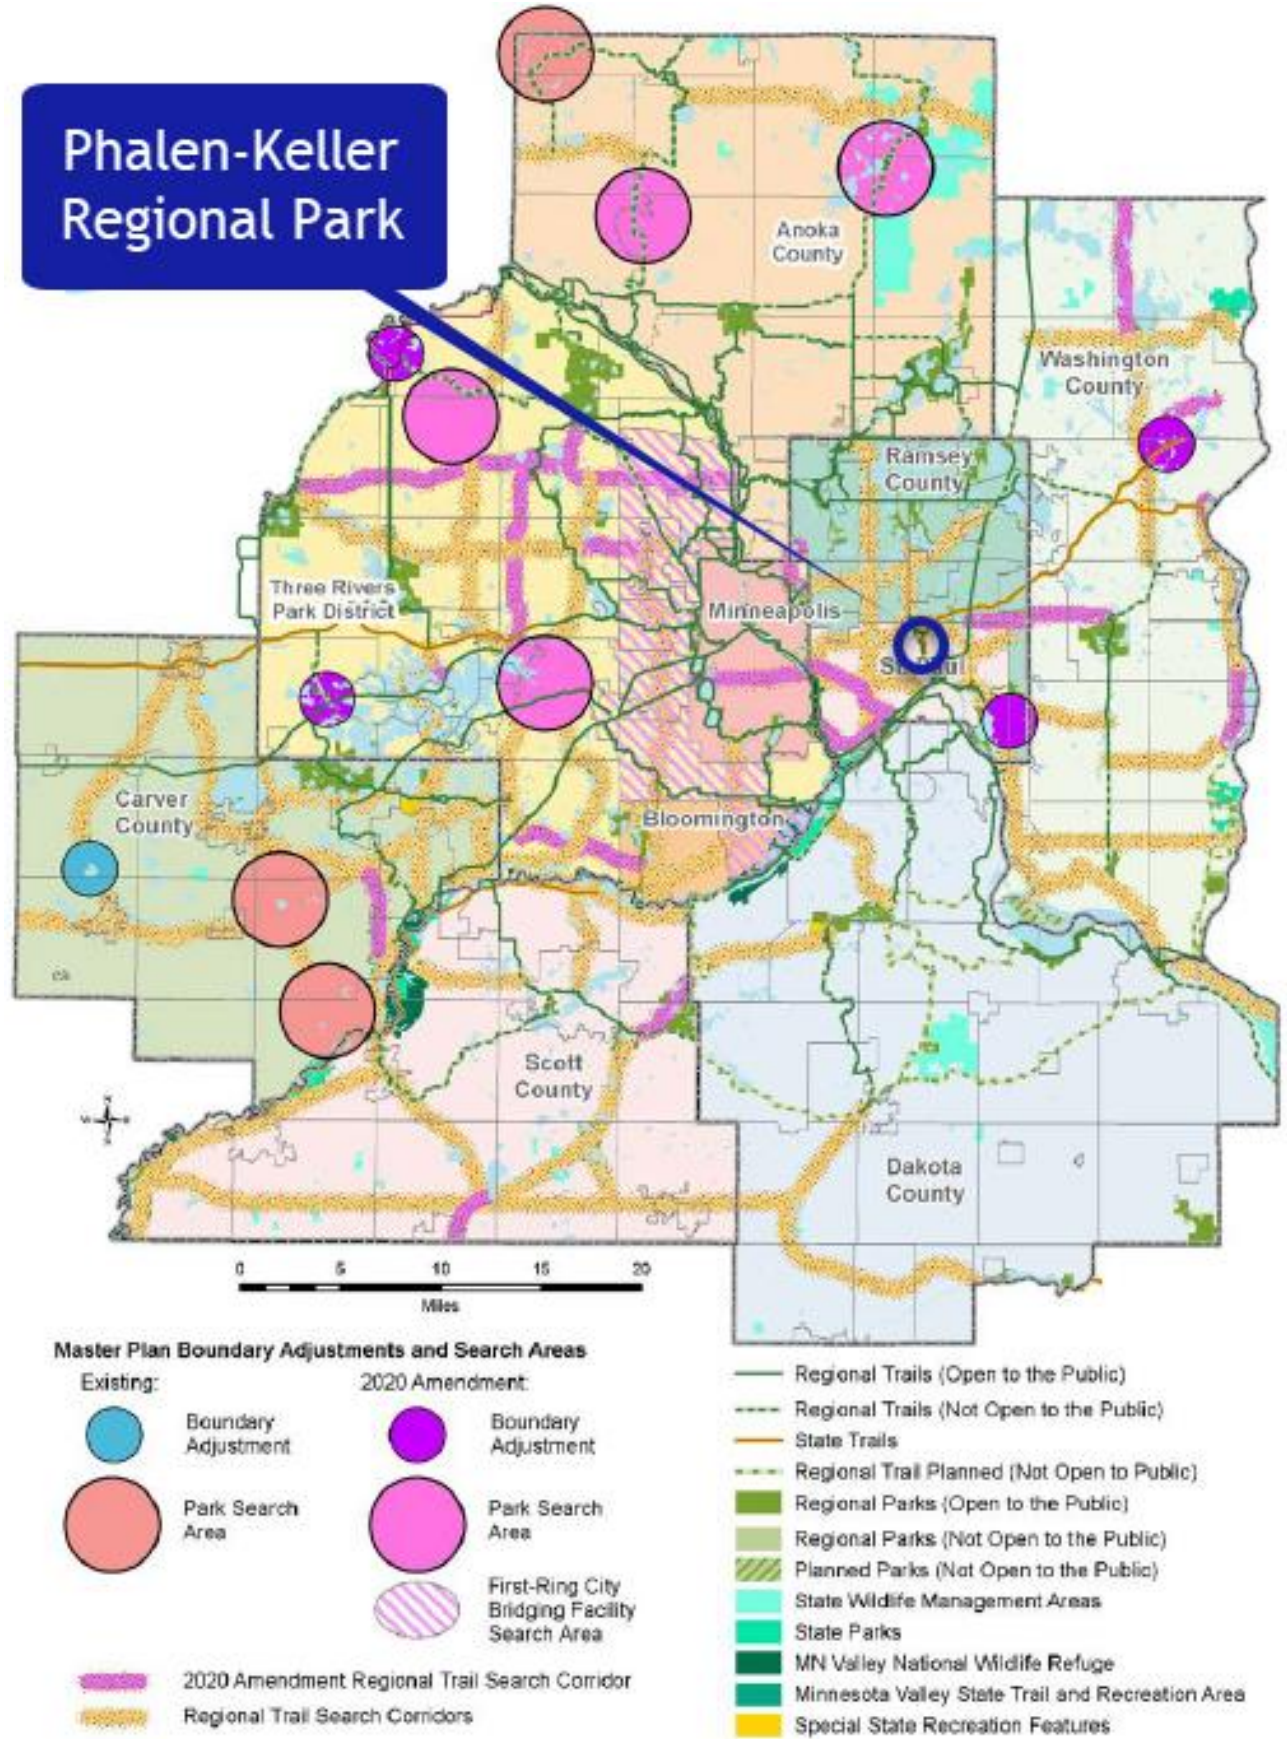 Phalen-Keller
Regional Park
Anoka
County
Washington
County
Ramsey
County
Three Rivers
Park District
Minneapolis
St. Paul
Carver
County
Bloomington
Scott
County
Dakota
County
0 5 10 15 20
Miles
Master Plan Boundary Adjustments and Search Areas
Existing:
2020 Amendment:
Boundary
Adjustment
Boundary
Adjustment
Park Search
Area
Park Search
Area
First-Ring City
Bridging Facility
Search Area
2020 Amendment Regional Trail Search Corridor
Regional Trail Search Corridors
Regional Trails (Open to the Public)
Regional Trails (Not Open to the Public)
State Trails
Regional Trail Planned (Not Open to Public)
Regional Parks (Open to the Public)
Regional Parks (Not Open to the Public)
Planned Parks (Not Open to the Public)
State Wildlife Management Areas
State Parks
MN Valley National Wildlife Refuge
Minnesota Valley State Trail and Recreation Area
Special State Recreation Features